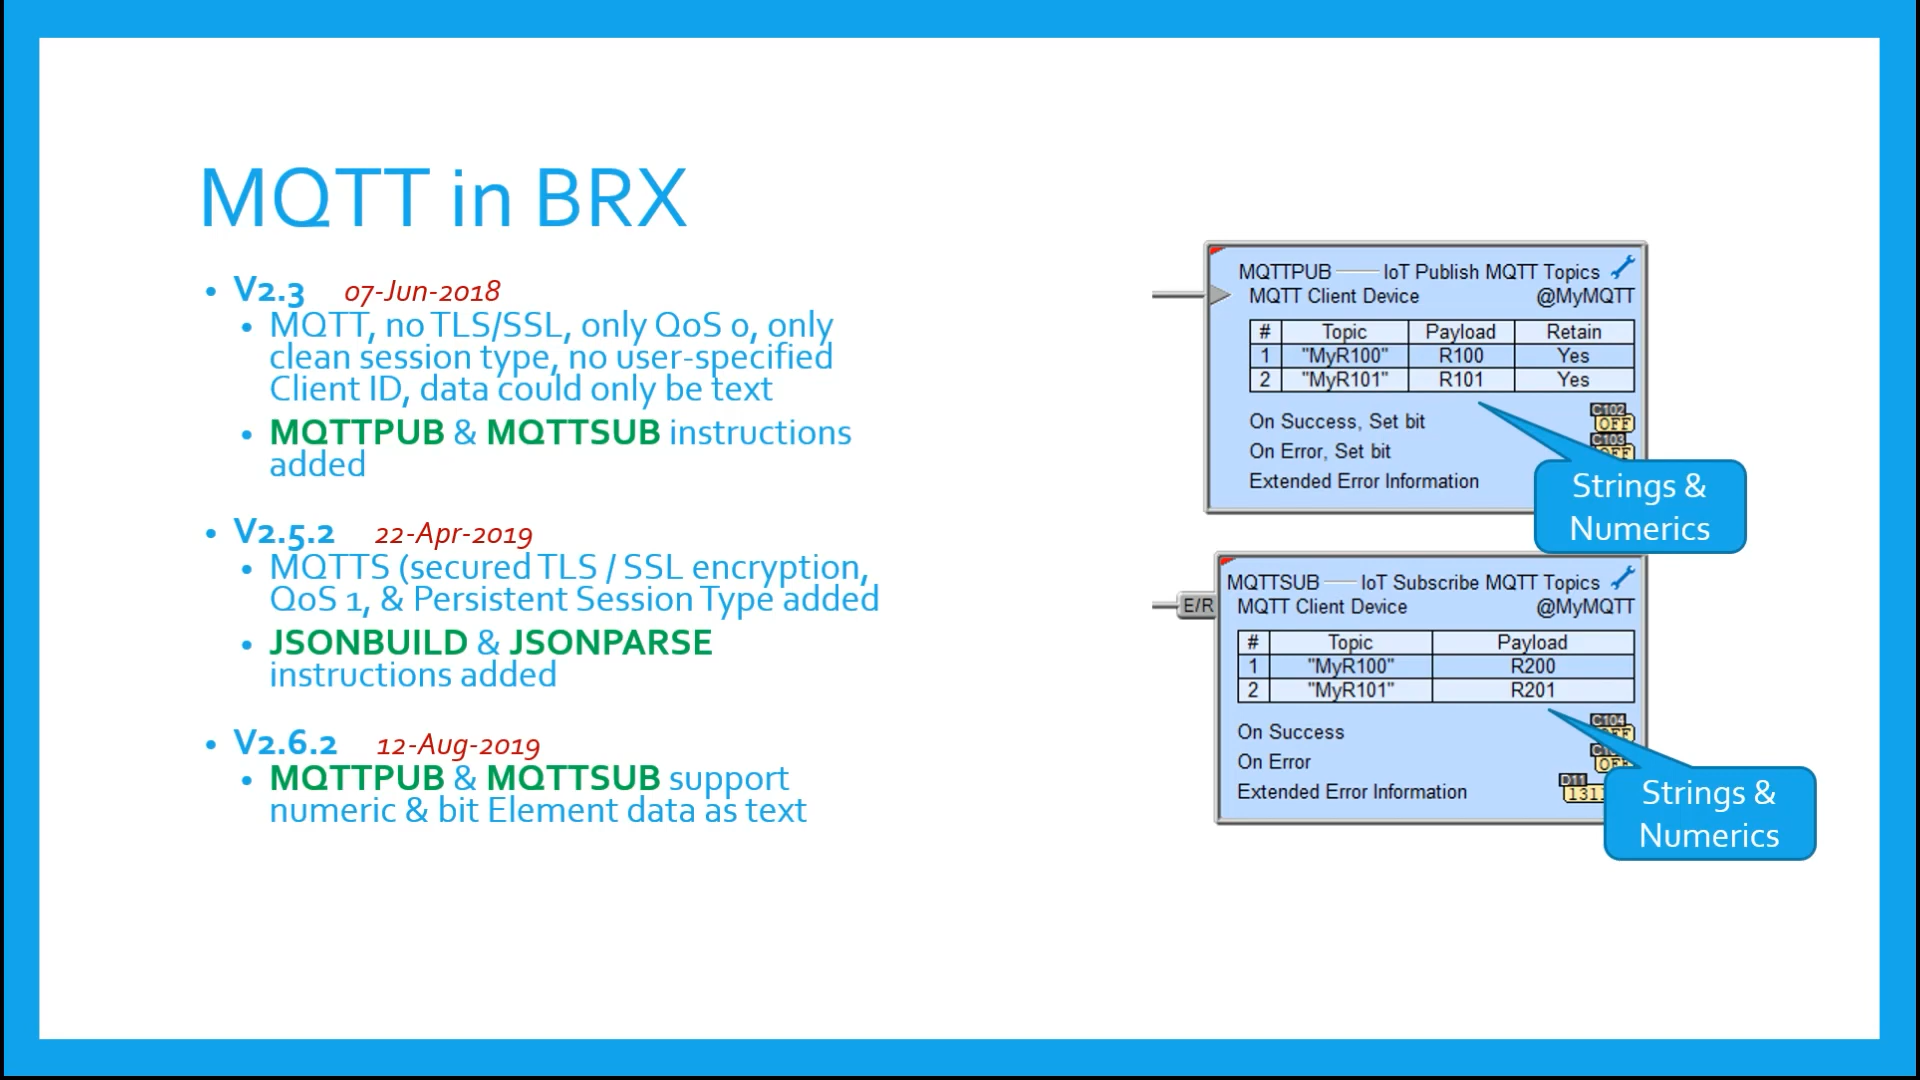 MQTT in BRX
• V2.3 07-Jun-2018
• MQTT, no TLS/SSL, only QoS 0, only
clean session type, no user-specified
Client ID, data could only be text
• MQTTPUB & MQTTSUB instructions
added
• V2.5.2 22-Apr-2019
• MQTTS (secured TLS / SSL encryption,
QoS 1, & Persistent Session Type added
• JSONBUILD & JSONPARSE
instructions added
• V2.6.2 12-Aug-2019
• MQTTPUB & MQTTSUB support
numeric & bit Element data as text
MQTTPUB IoT Publish MQTT Topics
MQTT Client Device @MyMQTT
# Topic Payload Retain
1 "MyR100" R100 Yes
2 "MyR101" R101 Yes
C102
On Success, Set bit OFF
C103
On Error, Set bit
Extended Error Information
Strings &
Numerics
MQTTSUB IoT Subscribe MQTT Topics
E/R MQTT Client Device @MyMQTT
# Topic Payload
1 "MyR100" R200
2 "MyR101" R201
C104
On Success
On Error
D11
Extended Error Information
Strings &
Numerics